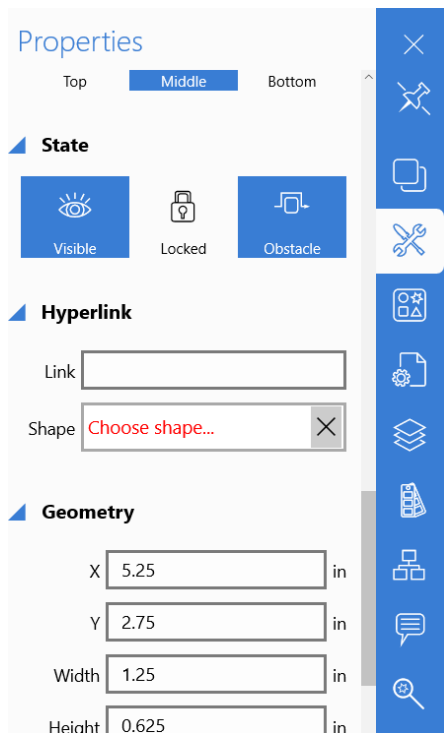 Properties
Top Middle Bottom
State
Visible Locked Obstacle
Hyperlink
Link
Shape Choose shape...
Geometry
X 5.25 in
Y 2.75 in
Width 1.25 in
Height 0.625 in